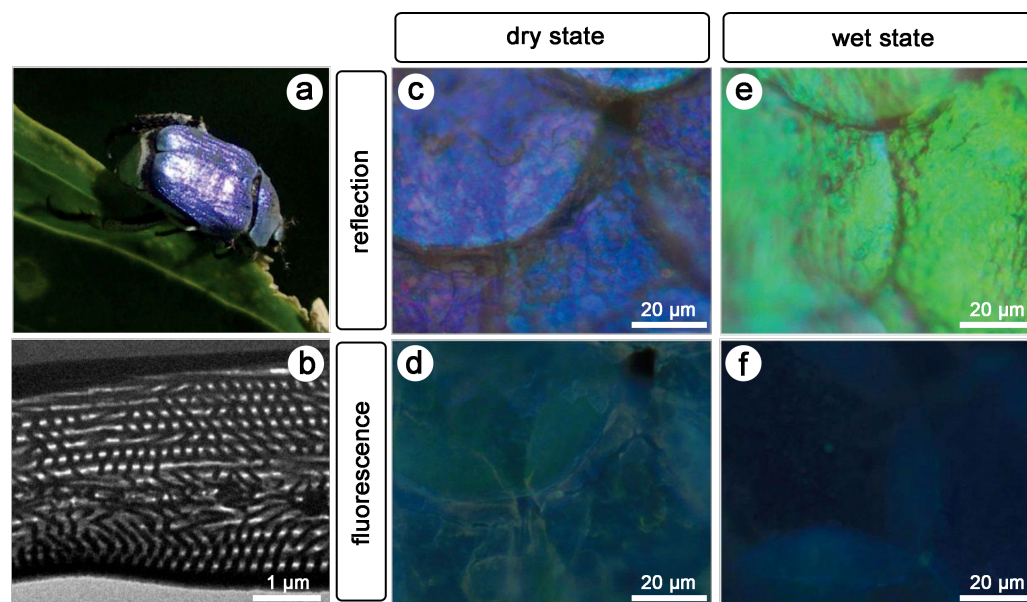 dry state
wet state
a
c
e
reflection
20 µm
20 µm
b
d
f
fluorescence
1 µm
20 µm
20 µm